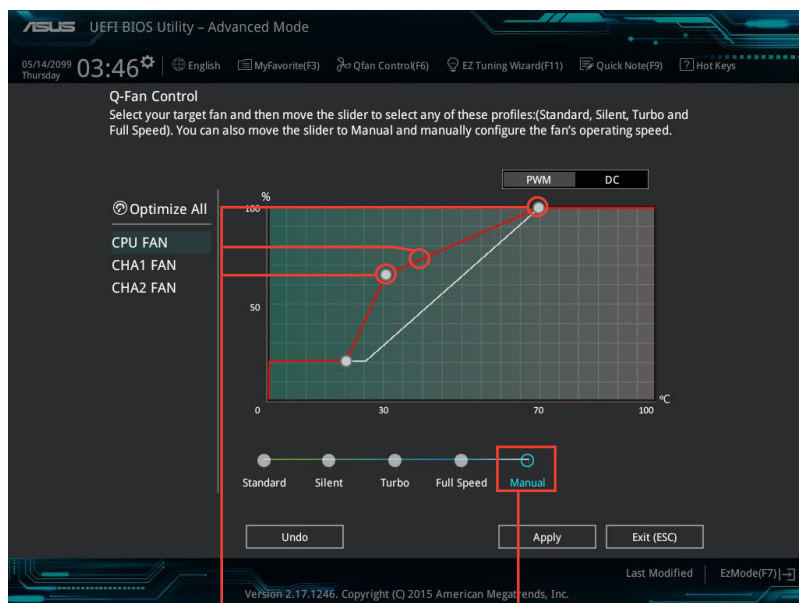 ASUS UEFI BIOS Utility – Advanced Mode
05/14/2099
Thursday
03:46
English
MyFavorite(F3)
Qfan Control(F6)
EZ Tuning Wizard(F11)
Quick Note(F9)
? Hot Keys
Q-Fan Control
Select your target fan and then move the slider to select any of these profiles:(Standard, Silent, Turbo and
Full Speed). You can also move the slider to Manual and manually configure the fan's operating speed.
PWM DC
Optimize All
CPU FAN
CHA1 FAN
CHA2 FAN
%
100
50
0 30 70 100
ºC
Standard Silent Turbo Full Speed Manual
Undo Apply Exit (ESC)
Last Modified EzMode(F7)
Version 2.17.1246. Copyright (C) 2015 American Megatrends, Inc.